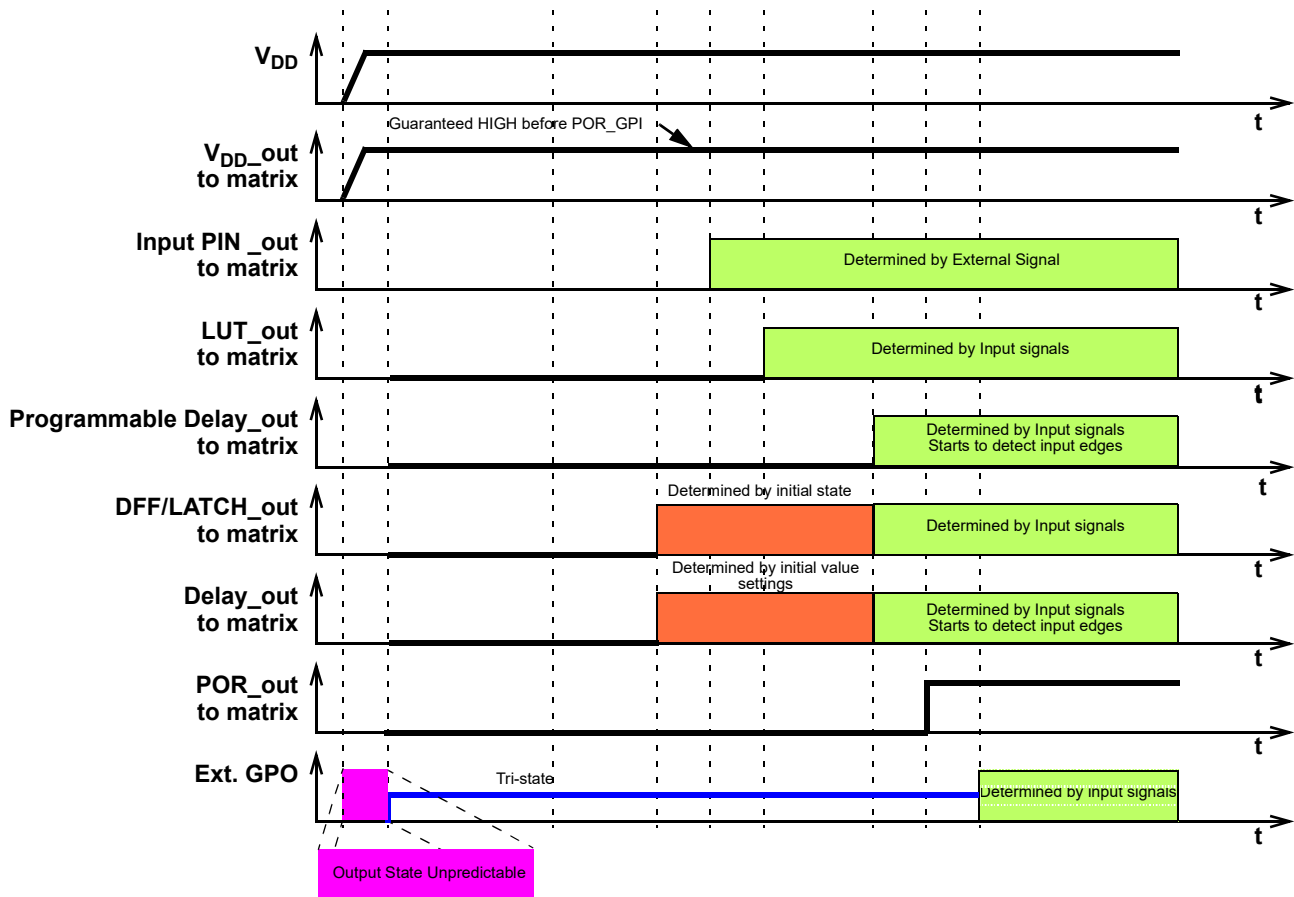 VDD
t
Guaranteed HIGH before POR_GPI
VDD_out
to matrix
t
Input PIN _out
to matrix
Determined by External Signal
t
LUT_out
to matrix
Determined by Input signals
t
Programmable Delay_out
to matrix
Determined by Input signals
Starts to detect input edges
t
DFF/LATCH_out
to matrix
Determined by initial state
Determined by Input signals
t
Delay_out
to matrix
Determined by initial value
settings
Determined by Input signals
Starts to detect input edges
t
POR_out
to matrix
t
Ext. GPO
Tri-state
Determined by input signals
t
Output State Unpredictable